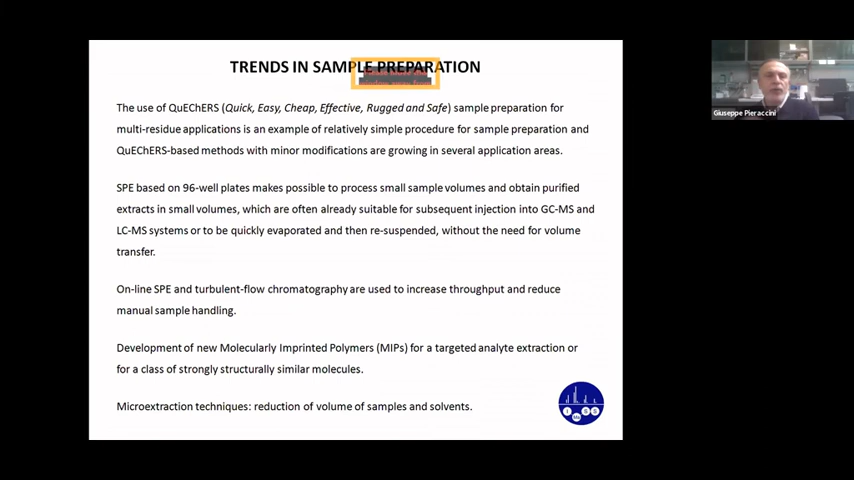 TRENDS IN SAMPLE PREPARATION
The use of QuEChERS (Quick, Easy, Cheap, Effective, Rugged and Safe) sample preparation for
multi-residue applications is an example of relatively simple procedure for sample preparation and
QuEChERS-based methods with minor modifications are growing in several application areas.
SPE based on 96-well plates makes possible to process small sample volumes and obtain purified
extracts in small volumes, which are often already suitable for subsequent injection into GC-MS and
LC-MS systems or to be quickly evaporated and then re-suspended, without the need for volume
transfer.
On-line SPE and turbulent-flow chromatography are used to increase throughput and reduce
manual sample handling.
Development of new Molecularly Imprinted Polymers (MIPs) for a targeted analyte extraction or
for a class of strongly structurally similar molecules.
Microextraction techniques: reduction of volume of samples and solvents.
Giuseppe Pieraccini